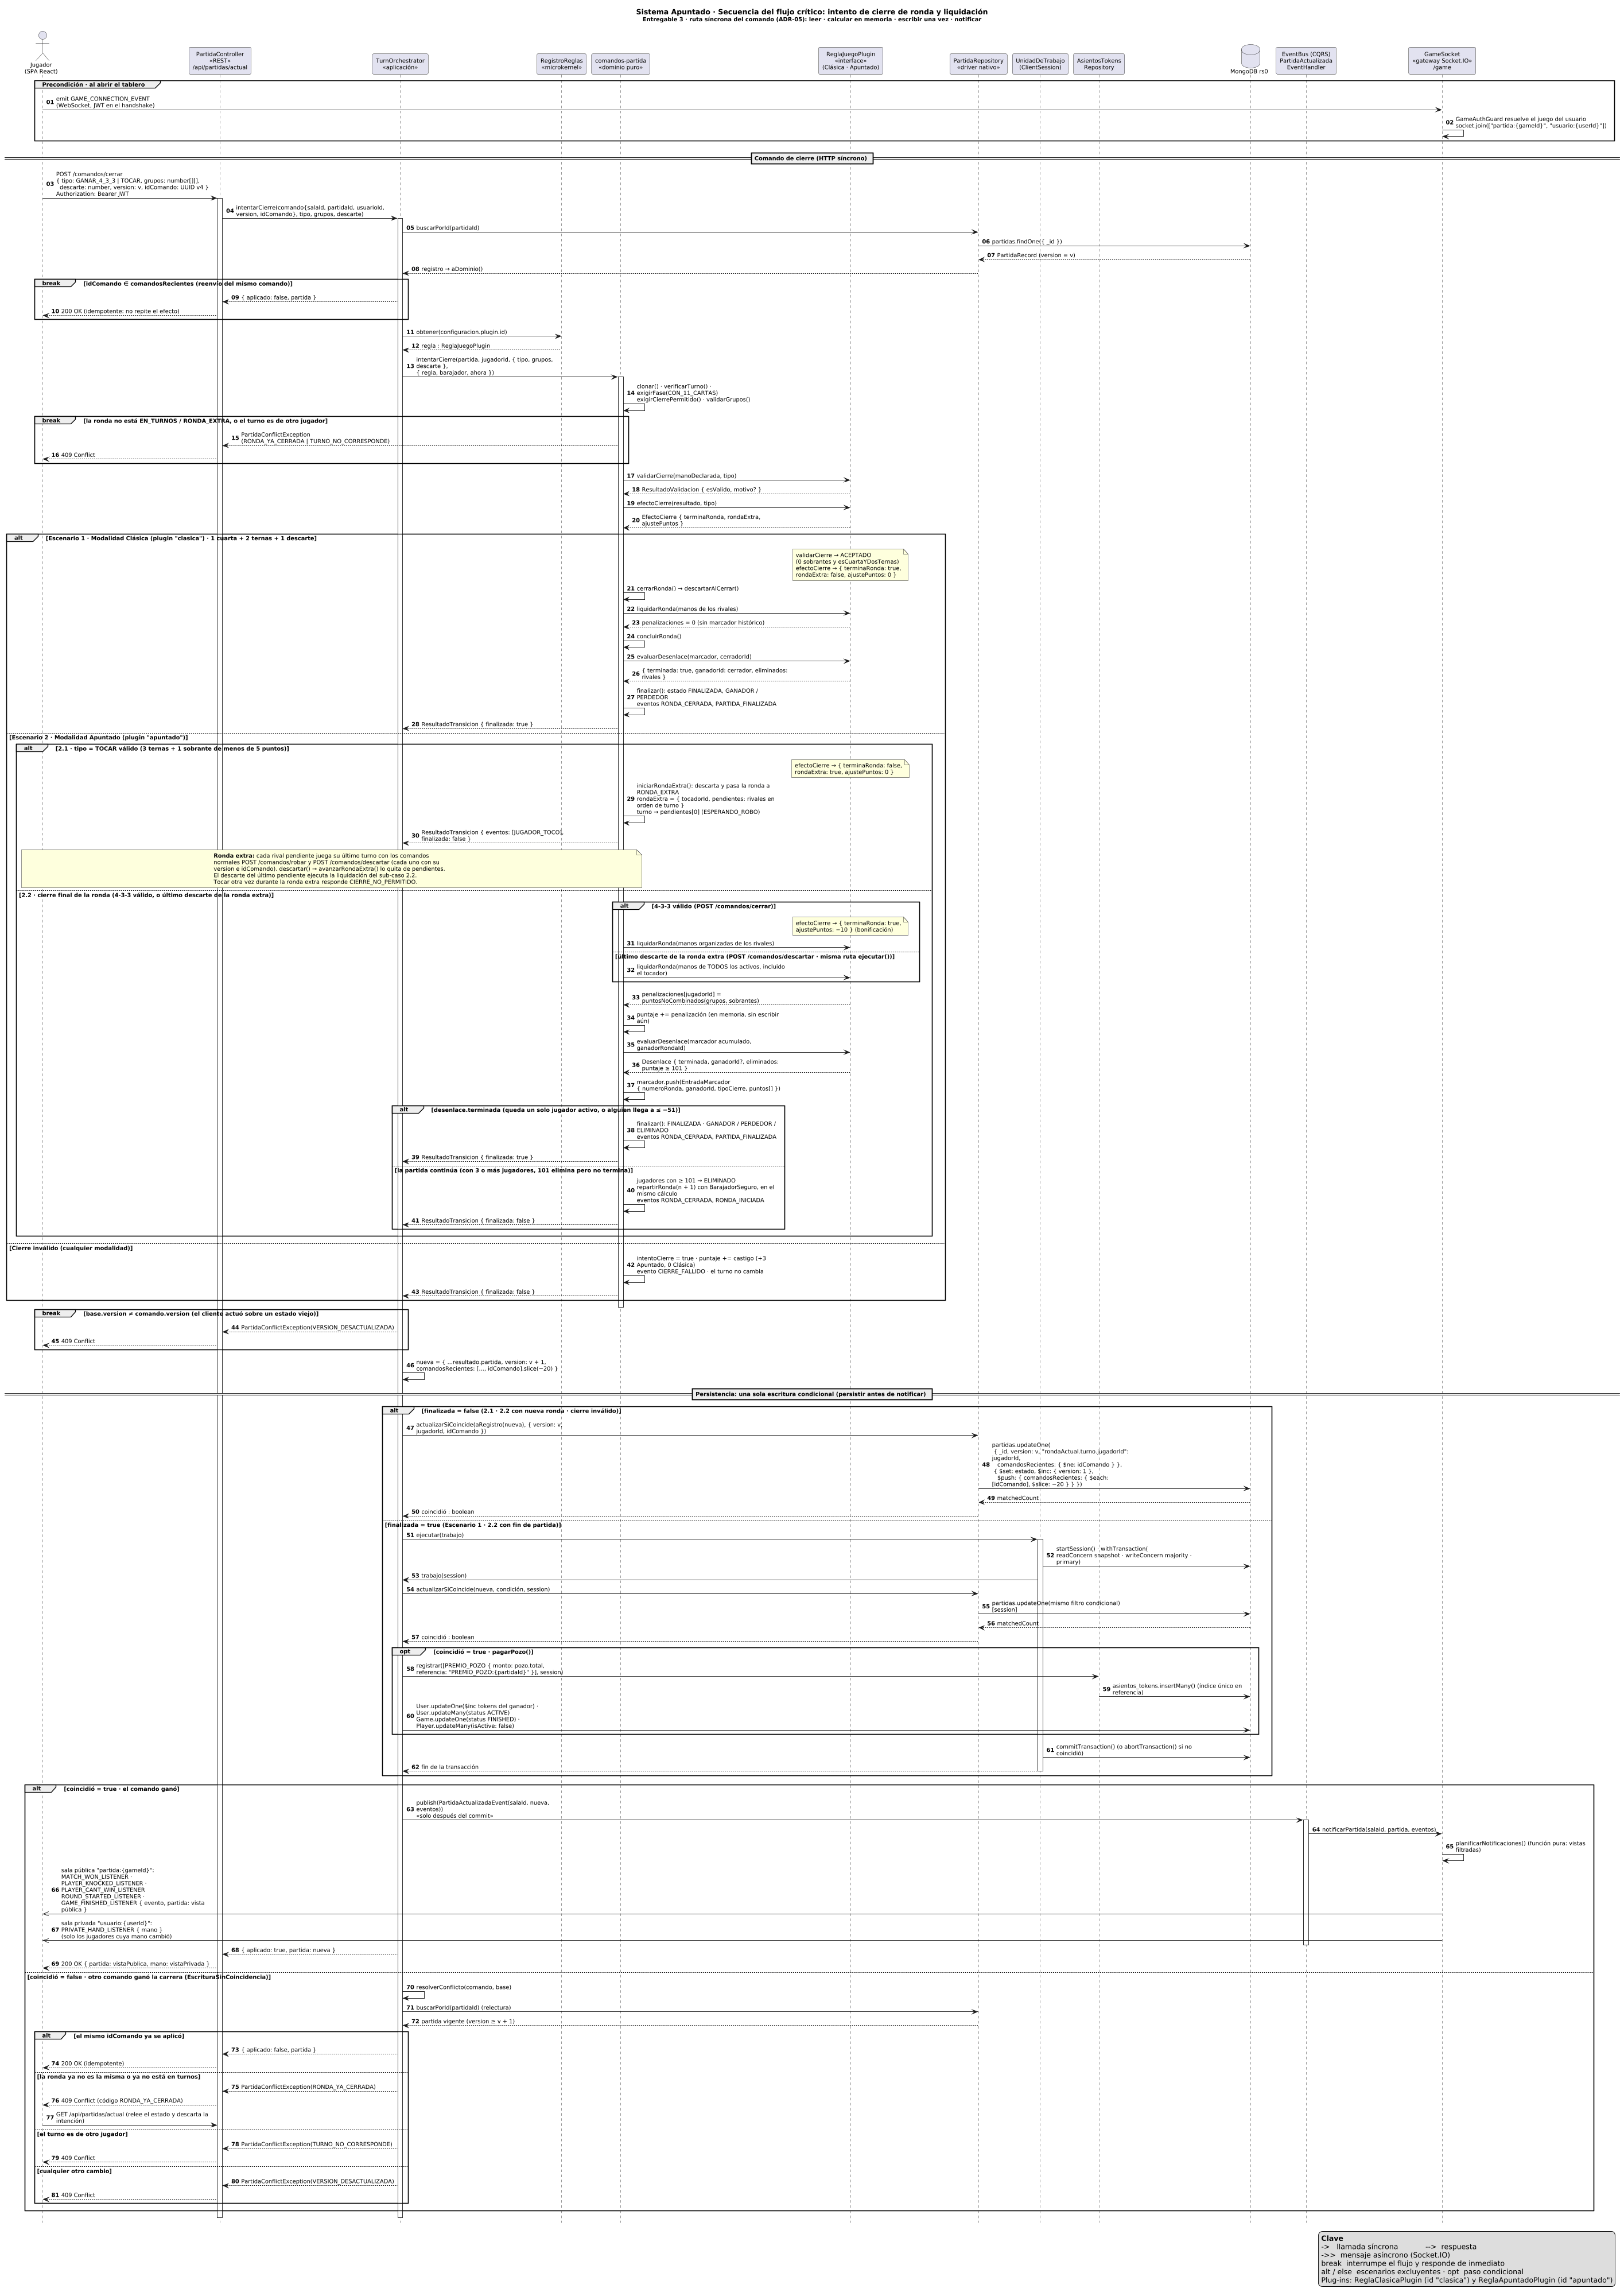 Sistema Apuntado · Secuencia del flujo crítico: intento de cierre de ronda y liquidación
Entregable 3 · ruta síncrona del comando (ADR-05): leer · calcular en memoria · escribir una vez · notificar
Jugador
(SPA React)
PartidaController
«REST»
/api/partidas/actual
TurnOrchestrator
«aplicación»
RegistroReglas
«microkernel»
comandos-partida
«dominio puro»
ReglaJuegoPlugin
«interface»
(Clásica · Apuntado)
PartidaRepository
«driver nativo»
UnidadDeTrabajo
(ClientSession)
AsientosTokens
Repository
MongoDB rs0
EventBus (CQRS)
PartidaActualizada
EventHandler
GameSocket
«gateway Socket.IO»
/game
Precondición · al abrir el tablero
01 emit GAME_CONNECTION_EVENT
(WebSocket, JWT en el handshake)
02 GameAuthGuard resuelve el juego del usuario
socket.join(["partida:{gameId}", "usuario:{userId}"])
Comando de cierre (HTTP síncrono)
03 POST /comandos/cerrar
{ tipo: GANAR_4_3_3 | TOCAR, grupos: number[][],
descarte: number, version: v, idComando: UUID v4 }
Authorization: Bearer JWT
04 intentarCierre(comando{salaId, partidaId, usuarioId,
version, idComando}, tipo, grupos, descarte)
05 buscarPorId(partidaId)
06 partidas.findOne({ _id })
07 PartidaRecord (version = v)
08 registro → aDominio()
break [idComando ∈ comandosRecientes (reenvío del mismo comando)]
09 { aplicado: false, partida }
10 200 OK (idempotente: no repite el efecto)
11 obtener(configuracion.plugin.id)
12 regla : ReglaJuegoPlugin
13 intentarCierre(partida, jugadorId, { tipo, grupos,
descarte },
{ regla, barajador, ahora })
14 clonar() · verificarTurno() ·
exigirFase(CON_11_CARTAS)
exigirCierrePermitido() · validarGrupos()
break [la ronda no está EN_TURNOS / RONDA_EXTRA, o el turno es de otro jugador]
15 PartidaConflictException
(RONDA_YA_CERRADA | TURNO_NO_CORRESPONDE)
16 409 Conflict
17 validarCierre(manoDeclarada, tipo)
18 ResultadoValidacion { esValido, motivo? }
19 efectoCierre(resultado, tipo)
20 EfectoCierre { terminaRonda, rondaExtra,
ajustePuntos }
alt [Escenario 1 · Modalidad Clásica (plugin "clasica") · 1 cuarta + 2 ternas + 1 descarte]
validarCierre → ACEPTADO
(0 sobrantes y esCuartaYDosTernas)
efectoCierre → { terminaRonda: true,
rondaExtra: false, ajustePuntos: 0 }
21 cerrarRonda() → descartarAlCerrar()
22 liquidarRonda(manos de los rivales)
23 penalizaciones = 0 (sin marcador histórico)
24 concluirRonda()
25 evaluarDesenlace(marcador, cerradorId)
26 { terminada: true, ganadorId: cerrador, eliminados:
rivales }
27 finalizar(): estado FINALIZADA, GANADOR /
PERDEDOR
eventos RONDA_CERRADA, PARTIDA_FINALIZADA
28 ResultadoTransicion { finalizada: true }
[Escenario 2 · Modalidad Apuntado (plugin "apuntado")]
alt [2.1 · tipo = TOCAR válido (3 ternas + 1 sobrante de menos de 5 puntos)]
efectoCierre → { terminaRonda: false,
rondaExtra: true, ajustePuntos: 0 }
29 iniciarRondaExtra(): descarta y pasa la ronda a
RONDA_EXTRA
rondaExtra = { tocadorId, pendientes: rivales en
orden de turno }
turno → pendientes[0] (ESPERANDO_ROBO)
30 ResultadoTransicion { eventos: [JUGADOR_TOCO],
finalizada: false }
Ronda extra: cada rival pendiente juega su último turno con los comandos
normales POST /comandos/robar y POST /comandos/descartar (cada uno con su
version e idComando). descartar() → avanzarRondaExtra() lo quita de pendientes.
El descarte del último pendiente ejecuta la liquidación del sub-caso 2.2.
Tocar otra vez durante la ronda extra responde CIERRE_NO_PERMITIDO.
[2.2 · cierre final de la ronda (4-3-3 válido, o último descarte de la ronda extra)]
alt [4-3-3 válido (POST /comandos/cerrar)]
efectoCierre → { terminaRonda: true,
ajustePuntos: −10 } (bonificación)
31 liquidarRonda(manos organizadas de los rivales)
[último descarte de la ronda extra (POST /comandos/descartar · misma ruta ejecutar())]
32 liquidarRonda(manos de TODOS los activos, incluido
el tocador)
33 penalizaciones[jugadorId] =
puntosNoCombinados(grupos, sobrantes)
34 puntaje += penalización (en memoria, sin escribir
aún)
35 evaluarDesenlace(marcador acumulado,
ganadorRondaId)
36 Desenlace { terminada, ganadorId?, eliminados:
puntaje ≥ 101 }
37 marcador.push(EntradaMarcador
{ numeroRonda, ganadorId, tipoCierre, puntos[] })
alt [desenlace.terminada (queda un solo jugador activo, o alguien llega a ≤ −51)]
38 finalizar(): FINALIZADA · GANADOR / PERDEDOR /
ELIMINADO
eventos RONDA_CERRADA, PARTIDA_FINALIZADA
39 ResultadoTransicion { finalizada: true }
[la partida continúa (con 3 o más jugadores, 101 elimina pero no termina)]
40 jugadores con ≥ 101 → ELIMINADO
repartirRonda(n + 1) con BarajadorSeguro, en el
mismo cálculo
eventos RONDA_CERRADA, RONDA_INICIADA
41 ResultadoTransicion { finalizada: false }
[Cierre inválido (cualquier modalidad)]
42 intentoCierre = true · puntaje += castigo (+3
Apuntado, 0 Clásica)
evento CIERRE_FALLIDO · el turno no cambia
43 ResultadoTransicion { finalizada: false }
break [base.version ≠ comando.version (el cliente actuó sobre un estado viejo)]
44 PartidaConflictException(VERSION_DESACTUALIZADA)
45 409 Conflict
46 nueva = { ...resultado.partida, version: v + 1,
comandosRecientes: [..., idComando].slice(−20) }
Persistencia: una sola escritura condicional (persistir antes de notificar)
alt [finalizada = false (2.1 · 2.2 con nueva ronda · cierre inválido)]
47 actualizarSiCoincide(aRegistro(nueva), { version: v,
jugadorId, idComando })
48 partidas.updateOne(
{ _id, version: v, "rondaActual.turno.jugadorId":
jugadorId,
comandosRecientes: { $ne: idComando } },
{ $set: estado, $inc: { version: 1 },
$push: { comandosRecientes: { $each:
[idComando], $slice: −20 } } })
49 matchedCount
50 coincidió : boolean
[finalizada = true (Escenario 1 · 2.2 con fin de partida)]
51 ejecutar(trabajo)
52 startSession() · withTransaction(
readConcern snapshot · writeConcern majority ·
primary)
53 trabajo(session)
54 actualizarSiCoincide(nueva, condición, session)
55 partidas.updateOne(mismo filtro condicional)
[session]
56 matchedCount
57 coincidió : boolean
opt [coincidió = true · pagarPozo()]
58 registrar([PREMIO_POZO { monto: pozo.total,
referencia: "PREMIO_POZO:{partidaId}" }], session)
59 asientos_tokens.insertMany() (índice único en
referencia)
60 User.updateOne($inc tokens del ganador) ·
User.updateMany(status ACTIVE)
Game.updateOne(status FINISHED) ·
Player.updateMany(isActive: false)
61 commitTransaction() (o abortTransaction() si no
coincidió)
62 fin de la transacción
alt [coincidió = true · el comando ganó]
63 publish(PartidaActualizadaEvent(salaId, nueva,
eventos))
«solo después del commit»
64 notificarPartida(salaId, partida, eventos)
65 planificarNotificaciones() (función pura: vistas
filtradas)
66 sala pública "partida:{gameId}":
MATCH_WON_LISTENER ·
PLAYER_KNOCKED_LISTENER ·
PLAYER_CANT_WIN_LISTENER
ROUND_STARTED_LISTENER ·
GAME_FINISHED_LISTENER { evento, partida: vista
pública }
67 sala privada "usuario:{userId}":
PRIVATE_HAND_LISTENER { mano }
(solo los jugadores cuya mano cambió)
68 { aplicado: true, partida: nueva }
69 200 OK { partida: vistaPublica, mano: vistaPrivada }
[coincidió = false · otro comando ganó la carrera (EscrituraSinCoincidencia)]
70 resolverConflicto(comando, base)
71 buscarPorId(partidaId) (relectura)
72 partida vigente (version ≥ v + 1)
alt [el mismo idComando ya se aplicó]
73 { aplicado: false, partida }
74 200 OK (idempotente)
[la ronda ya no es la misma o ya no está en turnos]
75 PartidaConflictException(RONDA_YA_CERRADA)
76 409 Conflict (código RONDA_YA_CERRADA)
77 GET /api/partidas/actual (relee el estado y descarta la
intención)
[el turno es de otro jugador]
78 PartidaConflictException(TURNO_NO_CORRESPONDE)
79 409 Conflict
[cualquier otro cambio]
80 PartidaConflictException(VERSION_DESACTUALIZADA)
81 409 Conflict
Clave
-> llamada síncrona --> respuesta
->> mensaje asíncrono (Socket.IO)
break interrumpe el flujo y responde de inmediato
alt / else escenarios excluyentes · opt paso condicional
Plug-ins: ReglaClasicaPlugin (id "clasica") y ReglaApuntadoPlugin (id "apuntado")